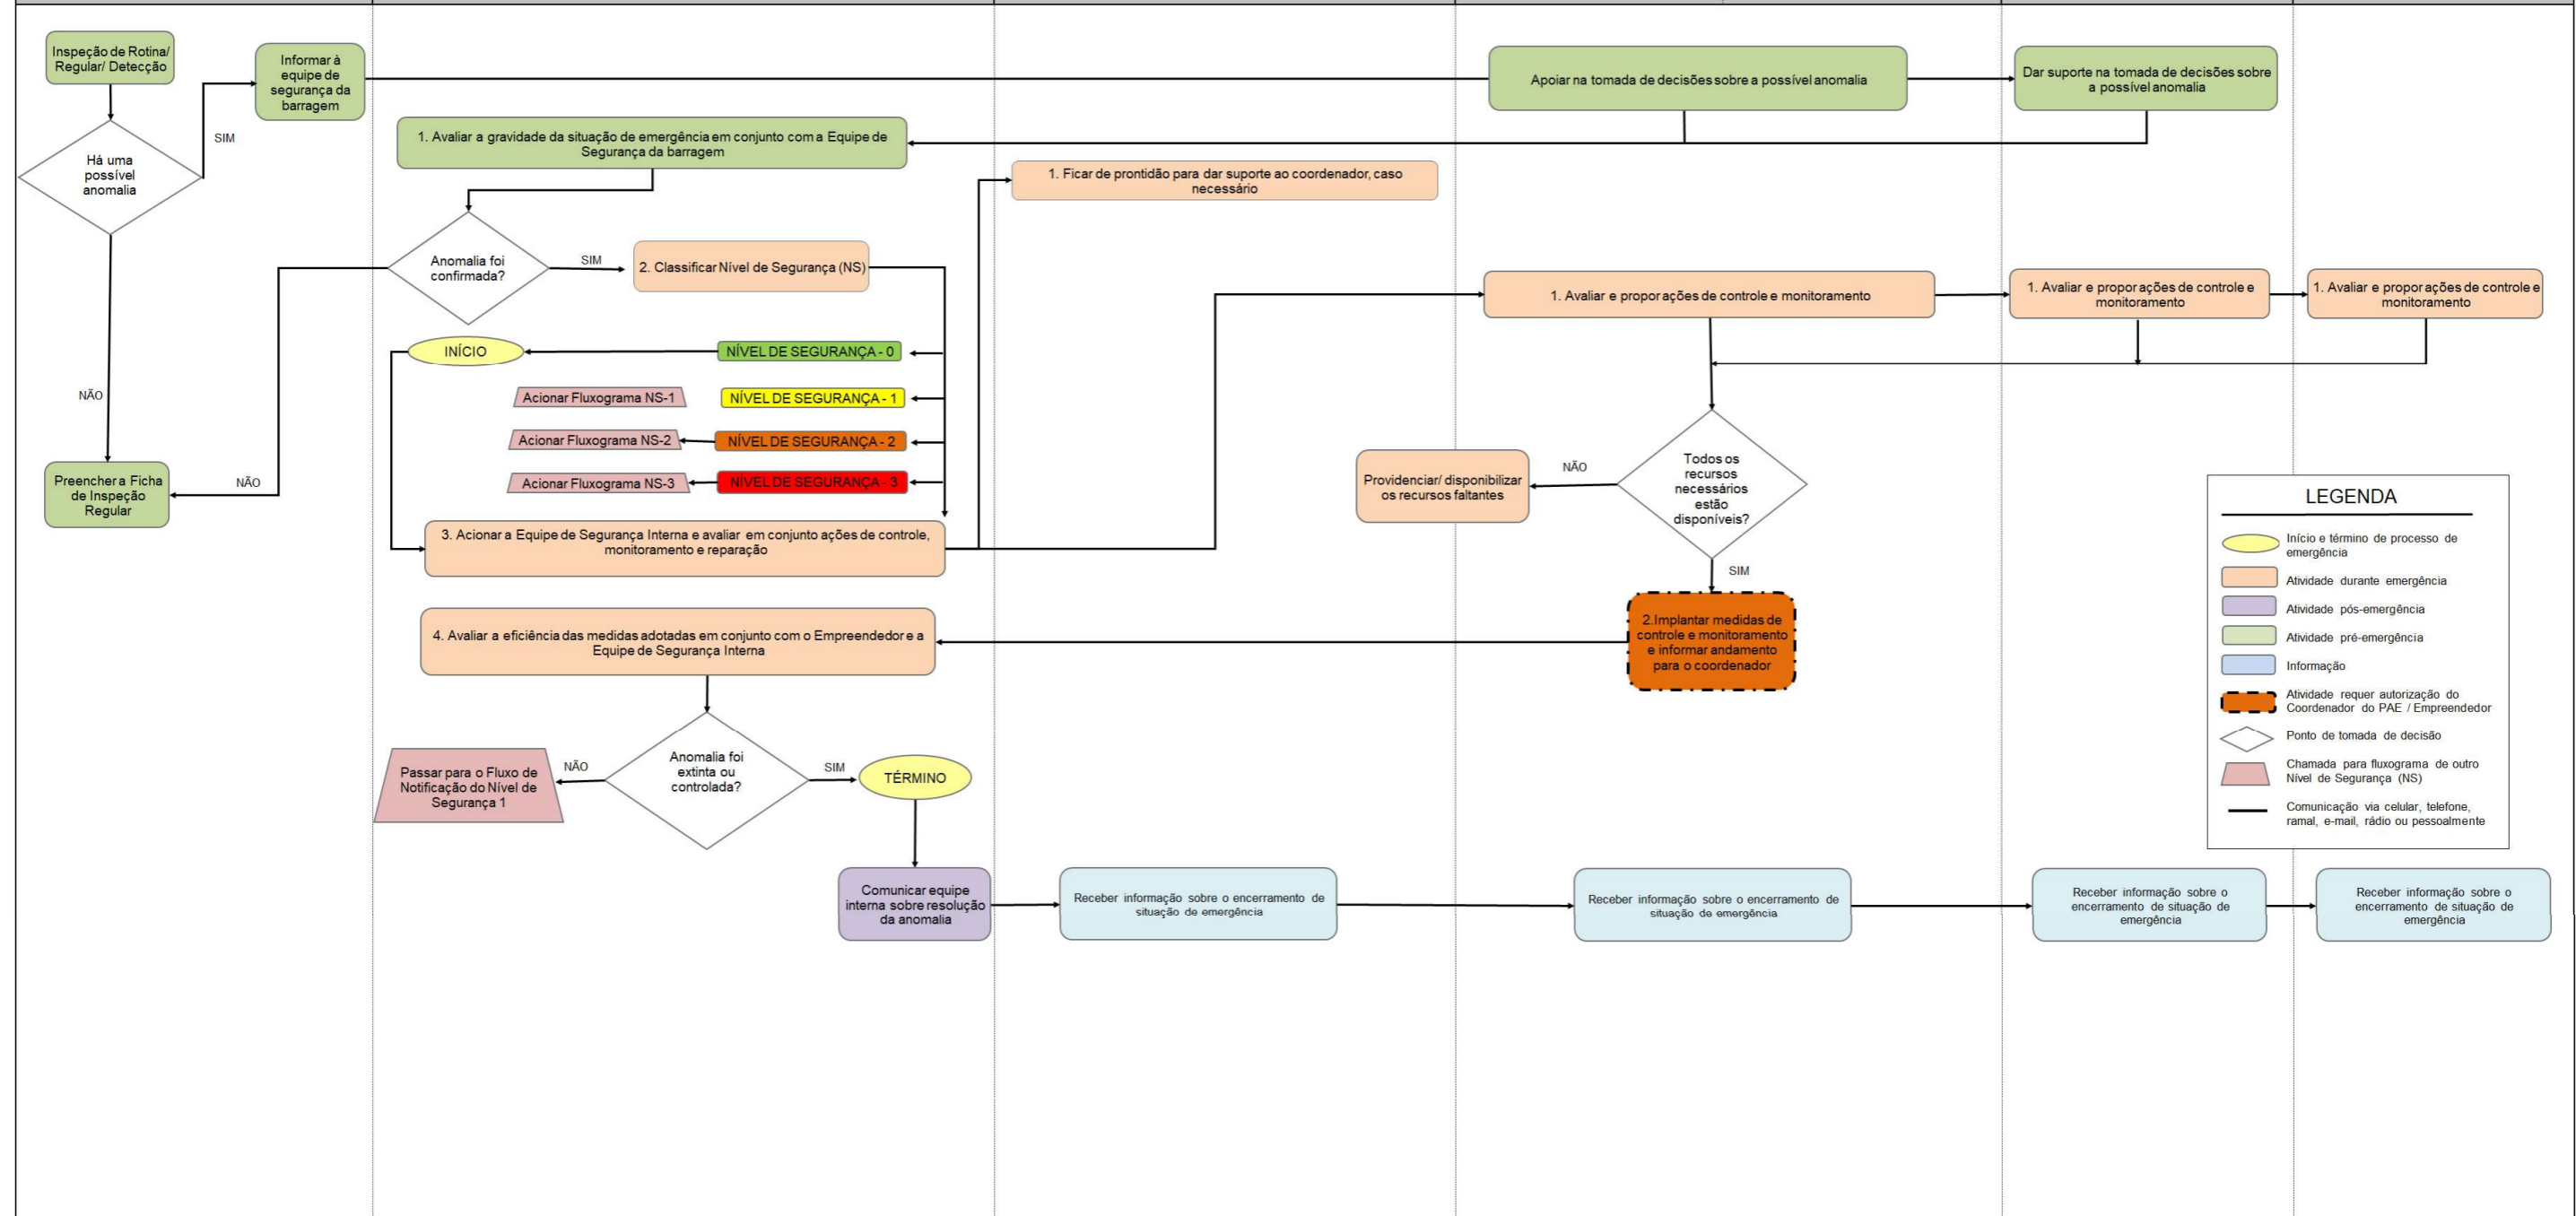 Inspeção de Rotina/
Regular/ Detecção
Informar à
equipe de
segurança da
barragem
Apoiar na tomada de decisões sobre a possível anomalia
Dar suporte na tomada de decisões sobre
a possível anomalia
SIM
Há uma
possível
anomalia
1. Avaliar a gravidade da situação de emergência em conjunto com a Equipe de
Segurança da barragem
1. Ficar de prontidão para dar suporte ao coordenador, caso
necessário
Anomalia foi
confirmada?
SIM
2. Classificar Nível de Segurança (NS)
1. Avaliar e propor ações de controle e monitoramento
1. Avaliar e propor ações de controle e
monitoramento
1. Avaliar e propor ações de controle e
monitoramento
INÍCIO
NÍVEL DE SEGURANÇA - 0
NÃO
Acionar Fluxograma NS-1
NÍVEL DE SEGURANÇA - 1
Acionar Fluxograma NS-2
NÍVEL DE SEGURANÇA - 2
Acionar Fluxograma NS-3
NÍVEL DE SEGURANÇA - 3
Preencher a Ficha
de Inspeção
Regular
NÃO
Providenciar/ disponibilizar
os recursos faltantes
NÃO
Todos os
recursos
necessários
estão
disponíveis?
3. Acionar a Equipe de Segurança Interna e avaliar em conjunto ações de controle,
monitoramento e reparação
SIM
4. Avaliar a eficiência das medidas adotadas em conjunto com o Empreendedor e a
Equipe de Segurança Interna
2.Implantar medidas de
controle e monitoramento
e informar andamento
para o coordenador
Passar para o Fluxo de
Notificação do Nível de
Segurança 1
NÃO
Anomalia foi
extinta ou
controlada?
SIM
TÉRMINO
LEGENDA
Início e término de processo de
emergência
Atividade durante emergência
Atividade pós-emergência
Atividade pré-emergência
Informação
Atividade requer autorização do
Coordenador do PAE / Empreendedor
Ponto de tomada de decisão
Chamada para fluxograma de outro
Nível de Segurança (NS)
Comunicação via celular, telefone,
ramal, e-mail, rádio ou pessoalmente
Comunicar equipe
interna sobre resolução
da anomalia
Receber informação sobre o encerramento de
situação de emergência
Receber informação sobre o encerramento de
situação de emergência
Receber informação sobre o
encerramento de situação de
emergência
Receber informação sobre o
encerramento de situação de
emergência